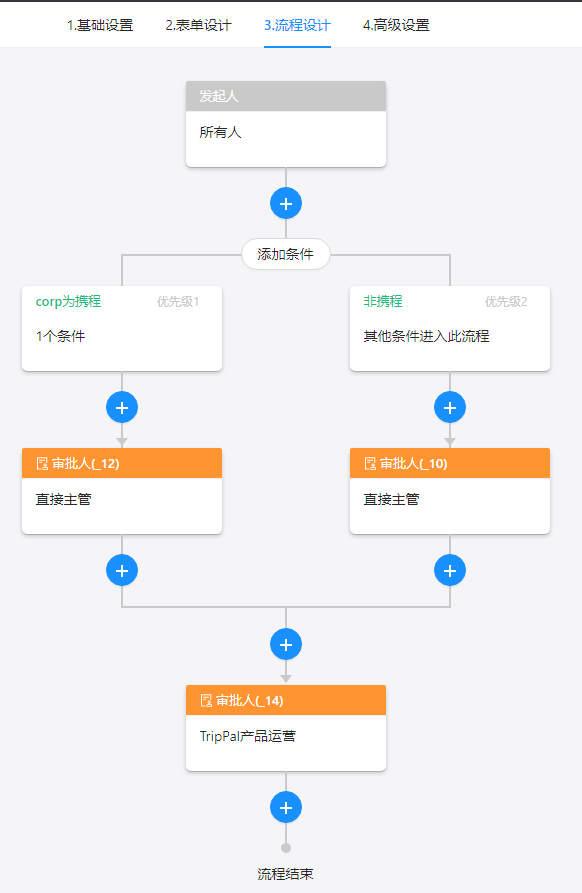 1.基础设置 2.表单设计 3.流程设计 4.高级设置
发起人
所有人
添加条件
corp为携程 优先级1
1个条件
非携程 优先级2
其他条件进入此流程
审批人(_12)
直接主管
审批人(_10)
直接主管
审批人(_14)
TripPal产品运营
流程结束